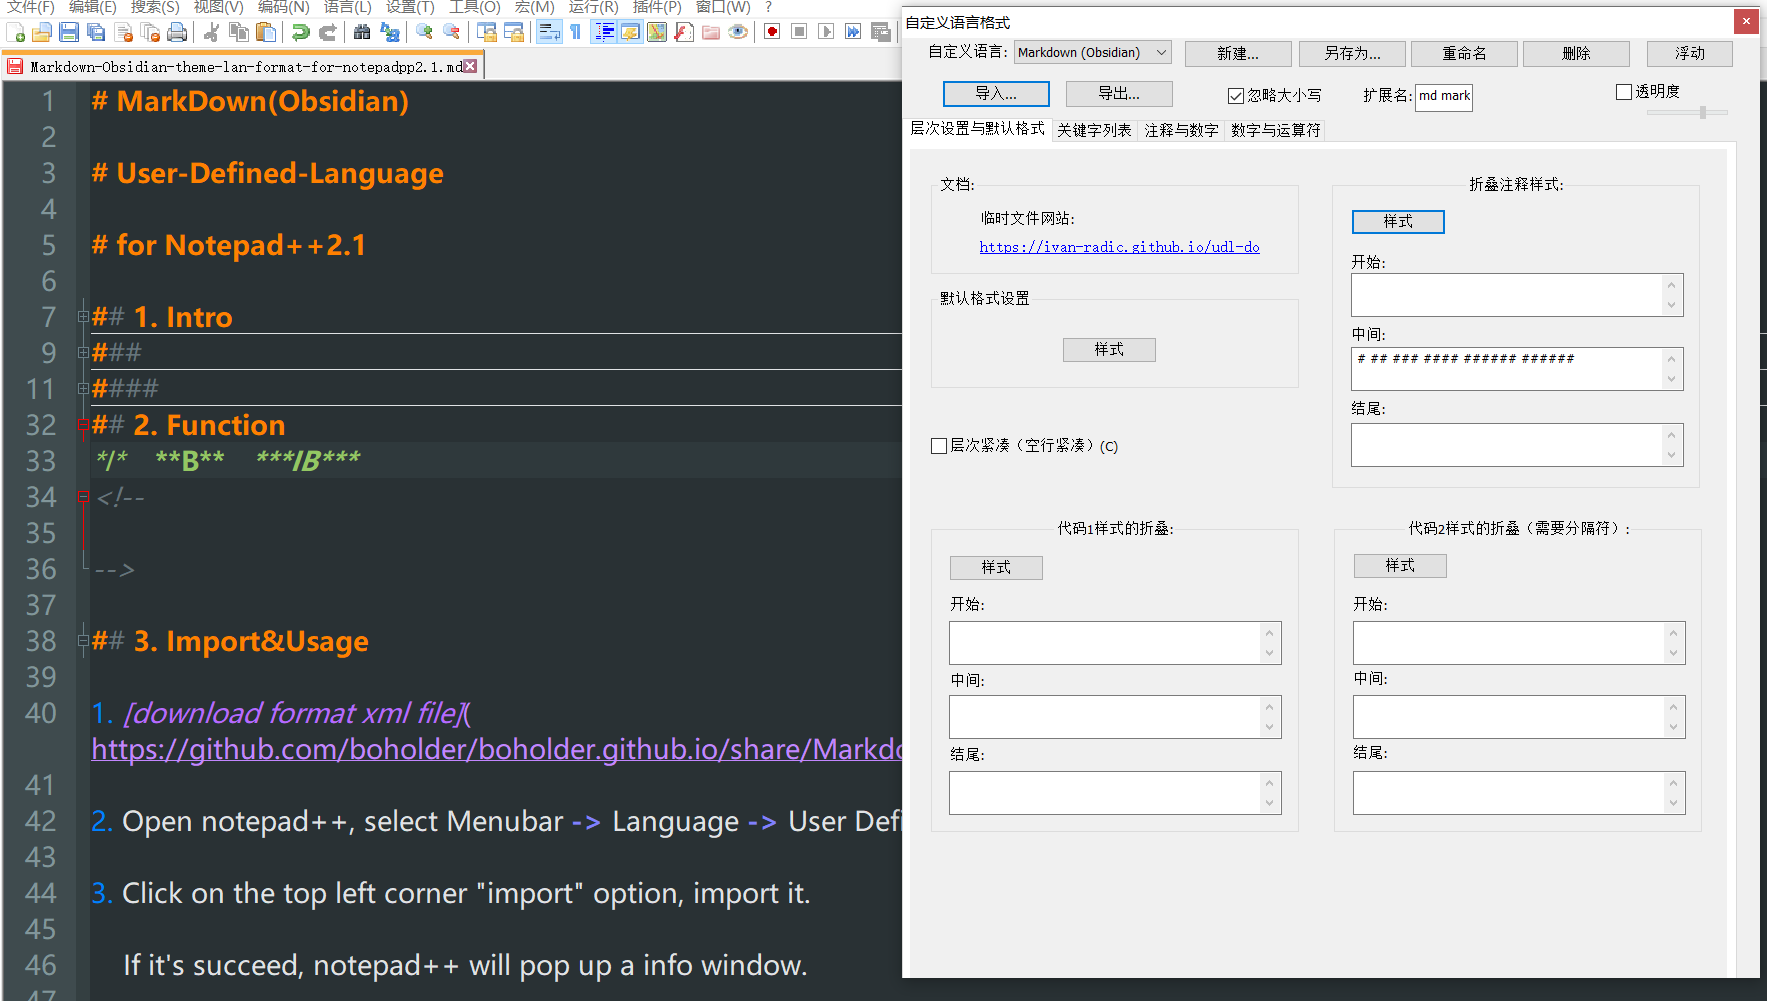 文件(F) 编辑(E) 搜索(S) 视图(V) 编码(N) 语言(L) 设置(T) 工具(O) 宏(M) 运行(R) 插件(P) 窗口(W) ?
Markdown-Obsidian-theme-lan-format-for-notepadpp2.1.md
1 # MarkDown(Obsidian)
2
3 # User-Defined-Language
4
5 # for Notepad++2.1
6
7 ## 1. Intro
9 ###
11 ####
32 ## 2. Function
33 */* **B** ***IB***
34 <!--
35
36 -->
37
38 ## 3. Import&Usage
39
40 1. [download format xml file](
https://github.com/boholder/boholder.github.io/share/Markdo
41
42 2. Open notepad++, select Menubar -> Language -> User Defi
43
44 3. Click on the top left corner "import" option, import it.
45
46 If it's succeed, notepad++ will pop up a info window.
47
自定义语言格式
自定义语言: Markdown (Obsidian) 新建... 另存为... 重命名 删除 浮动
导入... 导出... 忽略大小写 扩展名: md mark 透明度
层次设置与默认格式 关键字列表 注释与数字 数字与运算符
文档:
临时文件网站:
https://ivan-radic.github.io/udl-do
默认格式设置
样式
层次紧凑（空行紧凑）(C)
折叠注释样式:
样式
开始:
中间:
# ## ### #### ###### ######
结尾:
代码1样式的折叠:
样式
开始:
中间:
结尾:
代码2样式的折叠（需要分隔符）:
样式
开始:
中间:
结尾: